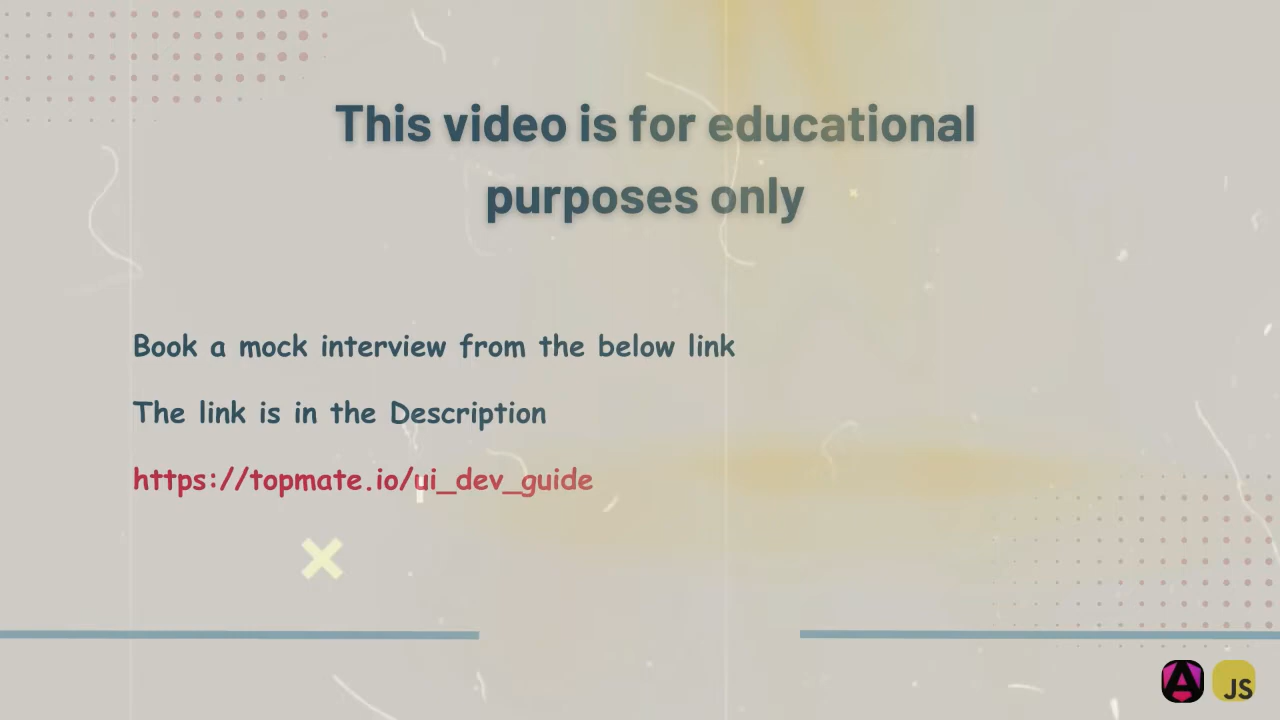 This video is for educational
purposes only
Book a mock interview from the below link
The link is in the Description
https://topmate.io/ui_dev_guide
JS